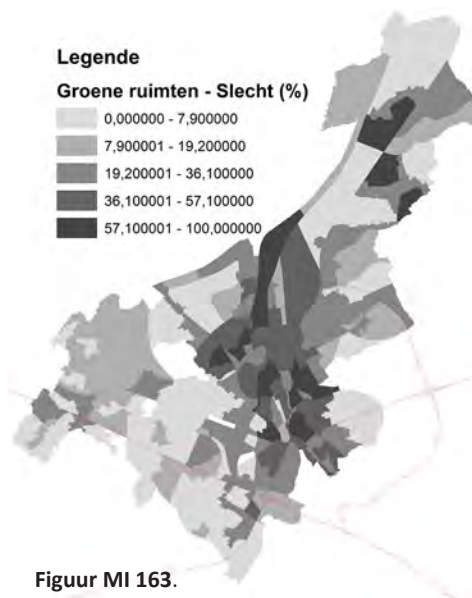 Legende
Groene ruimten - Slecht (%)
0,000000 - 7,900000
7,900001 - 19,200000
19,200001 - 36,100000
36,100001 - 57,100000
57,100001 - 100,000000
Figuur MI 163.